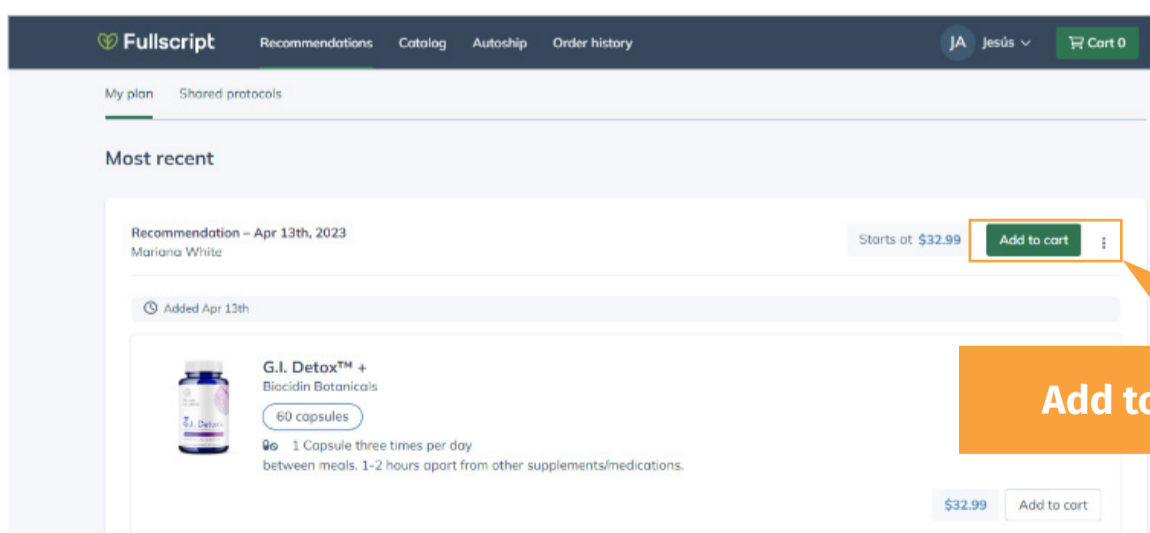 Fullscript Recommendations Catalog Autoship Order history JA Jesús Cart 0
My plan Shared protocols
Most recent
Recommendation – Apr 13th, 2023
Mariana White
Starts at $32.99 Add to cart
Added Apr 13th
G.I. Detox™ +
Biocidin Botanicals
60 capsules
1 Capsule three times per day
between meals. 1-2 hours apart from other supplements/medications.
G.I. Detox+
Add to
$32.99 Add to cart